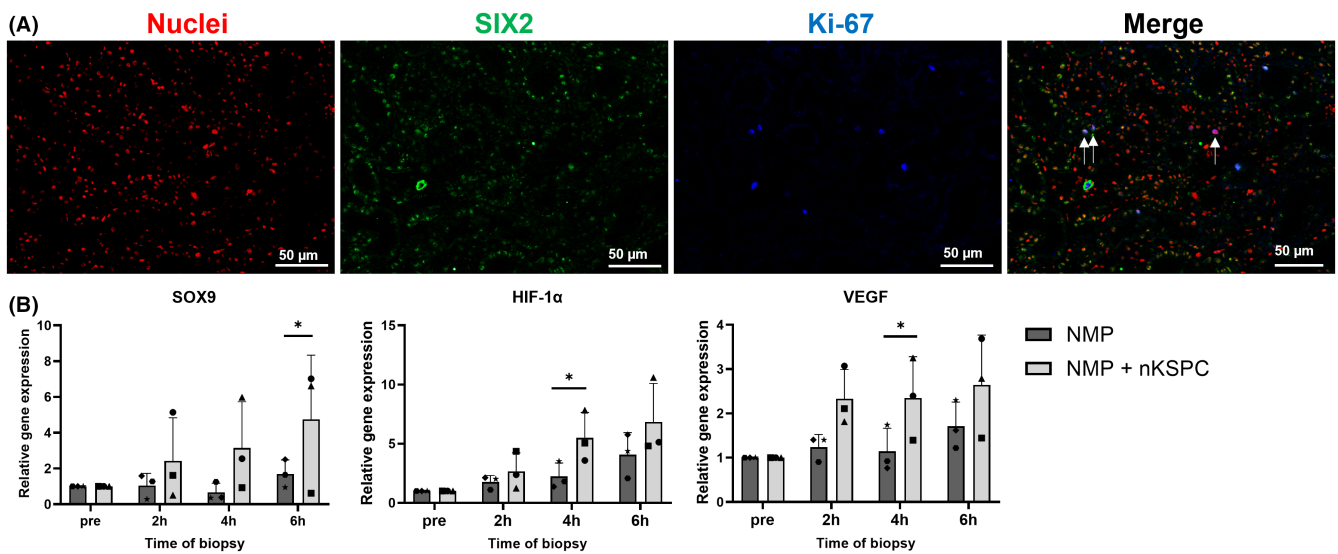 (A)
Nuclei
SIX2
Ki-67
Merge
50 µm
50 µm
50 µm
50 µm
(B)
SOX9
Relative gene expression
10
8
6
4
2
0
*
pre
2h
4h
6h
Time of biopsy
HIF-1α
Relative gene expression
15
10
5
0
*
pre
2h
4h
6h
Time of biopsy
VEGF
Relative gene expression
4
3
2
1
0
*
pre
2h
4h
6h
Time of biopsy
NMP
NMP + nKSPC